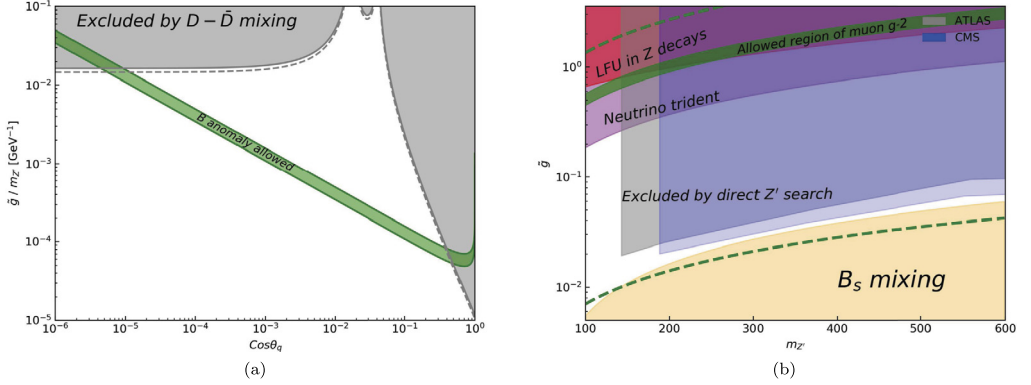 Excluded by D − D̄ mixing
B anomaly allowed
g̃ / m_Z′ [GeV⁻¹]
10⁻¹
10⁻²
10⁻³
10⁻⁴
10⁻⁵
10⁻⁶ 10⁻⁵ 10⁻⁴ 10⁻³ 10⁻² 10⁻¹ 10⁰
Cosθ_q
(a)
LFU in Z decays
Allowed region of muon g-2
ATLAS
CMS
Neutrino trident
Excluded by direct Z′ search
B_s mixing
g̃
10⁰
10⁻¹
10⁻²
100 200 300 400 500 600
m_Z′
(b)